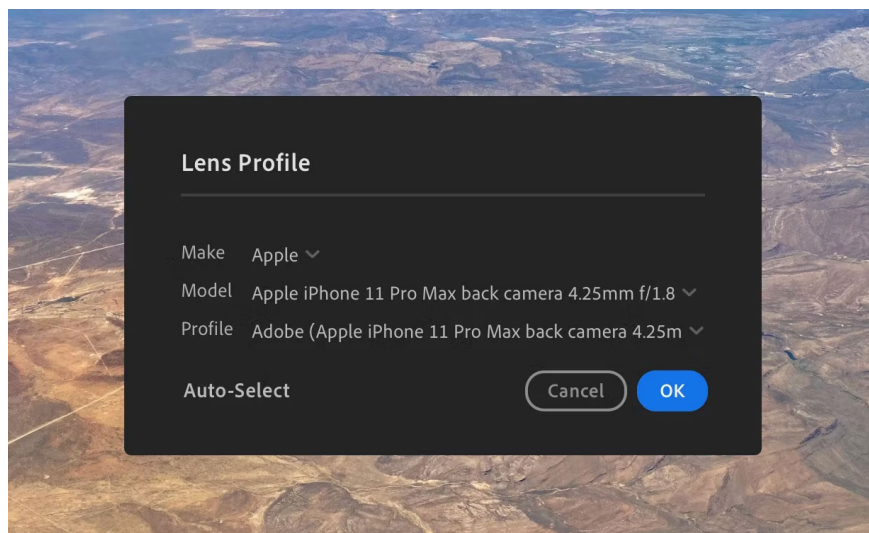 Lens Profile
Make Apple
Model Apple iPhone 11 Pro Max back camera 4.25mm f/1.8
Profile Adobe (Apple iPhone 11 Pro Max back camera 4.25m
Auto-Select Cancel OK